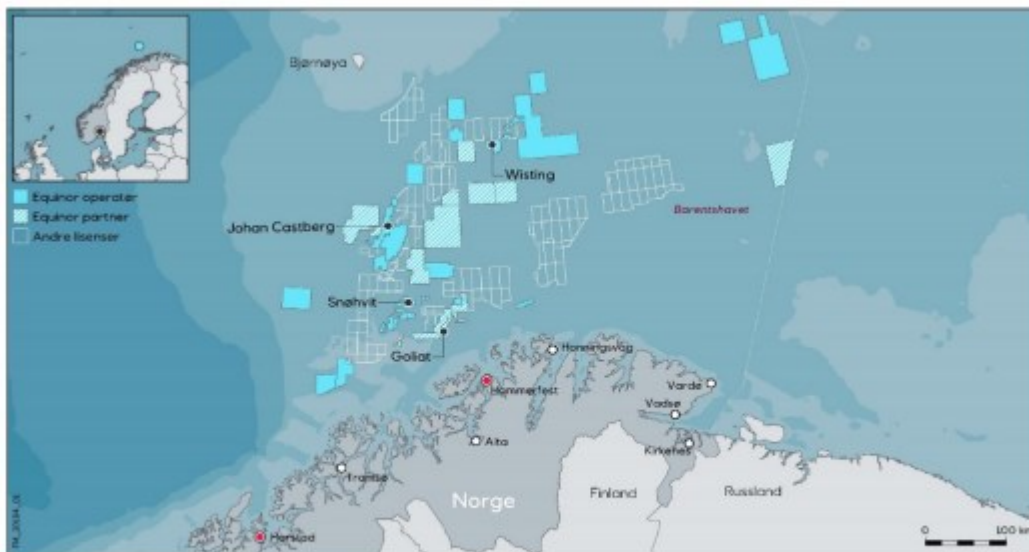 Bjørnøya
Wisting
Equinor operatør
Equinor partner
Andre lisenser
Barentshavet
Johan Castberg
Snøhvit
Goliat
Honningsvåg
Hammerfest
Vardø
Vadsø
Alta
Kirkenes
Tromsø
Norge
Finland
Russland
Harstad
0 100 km